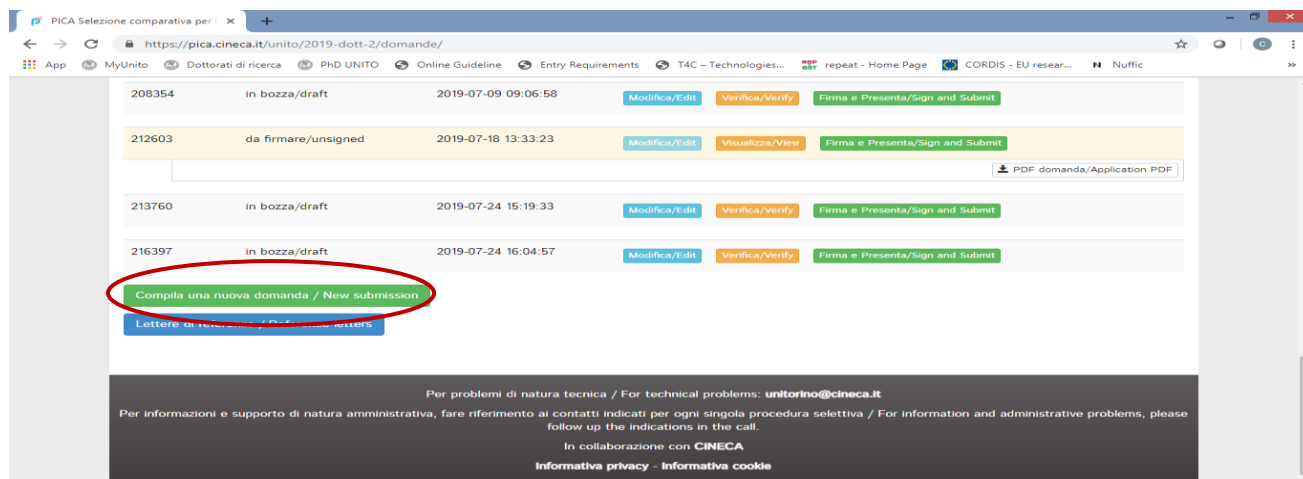 PICA Selezione comparativa per
https://pica.cineca.it/unito/2019-dott-2/domande/
App MyUnito Dottorati di ricerca PhD UNITO Online Guideline Entry Requirements T4C – Technologies... repeat - Home Page CORDIS - EU resear... N Nuffic »
208354 in bozza/draft 2019-07-09 09:06:58 Modifica/Edit Verifica/Verify Firma e Presenta/Sign and Submit
212603 da firmare/unsigned 2019-07-18 13:33:23 Modifica/Edit Visualizza/View Firma e Presenta/Sign and Submit
PDF domanda/Application PDF
213760 in bozza/draft 2019-07-24 15:19:33 Modifica/Edit Verifica/Verify Firma e Presenta/Sign and Submit
216397 in bozza/draft 2019-07-24 16:04:57 Modifica/Edit Verifica/Verify Firma e Presenta/Sign and Submit
Compila una nuova domanda / New submission
Lettere di referenze / Reference letters
Per problemi di natura tecnica / For technical problems: unitorino@cineca.it
Per informazioni e supporto di natura amministrativa, fare riferimento ai contatti indicati per ogni singola procedura selettiva / For information and administrative problems, please
follow up the indications in the call.
In collaborazione con CINECA
Informativa privacy - Informativa cookie